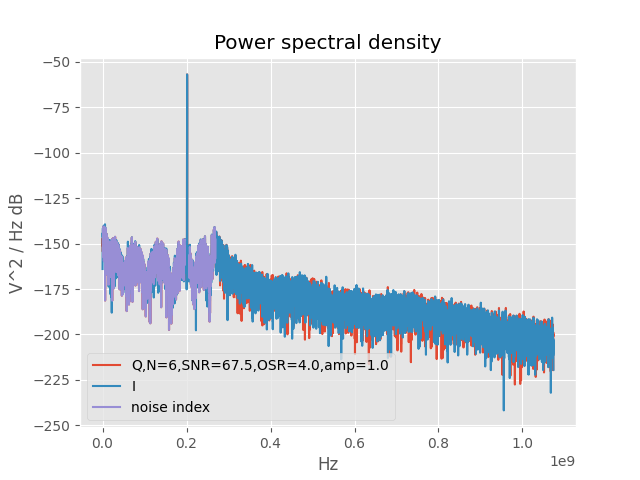 Power spectral density
−50
−75
−100
−125
−150
−175
−200
−225
−250
V^2 / Hz dB
Q,N=6,SNR=67.5,OSR=4.0,amp=1.0
I
noise index
0.0 0.2 0.4 0.6 0.8 1.0
1e9
Hz